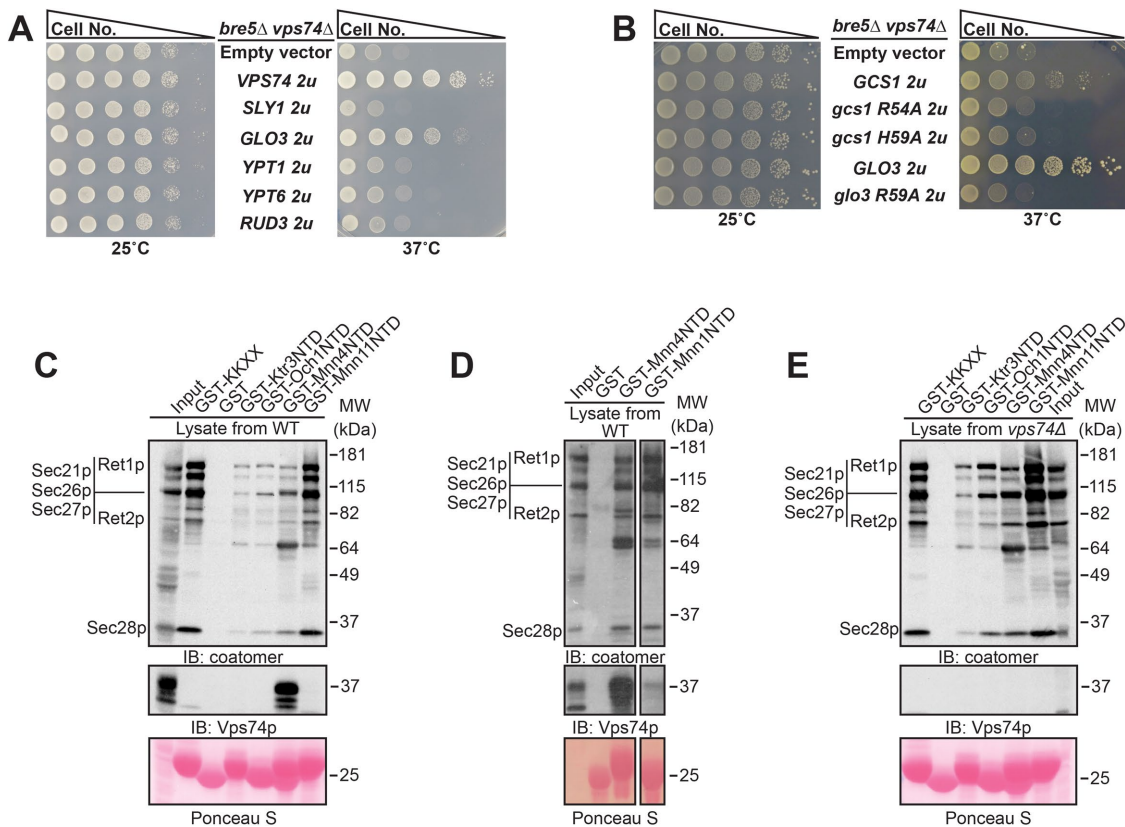 A
Cell No.
bre5Δ vps74Δ
Cell No.
Empty vector
VPS74 2u
SLY1 2u
GLO3 2u
YPT1 2u
YPT6 2u
RUD3 2u
25˚C
37˚C
B
Cell No.
bre5Δ vps74Δ
Cell No.
Empty vector
GCS1 2u
gcs1 R54A 2u
gcs1 H59A 2u
GLO3 2u
glo3 R59A 2u
25˚C
37˚C
C
Input
GST-KKXX
GST
GST-Ktr3NTD
GST-Och1NTD
GST-Mnn4NTD
GST-Mnn11NTD
MW
(kDa)
Lysate from WT
Sec21p
Ret1p
Sec26p
Sec27p
Ret2p
Sec28p
-181
-115
-82
-64
-49
-37
IB: coatomer
-37
IB: Vps74p
-25
Ponceau S
D
Input
GST
GST-Mnn4NTD
GST-Mnn1NTD
MW
(kDa)
Lysate from
WT
Sec21p
Ret1p
Sec26p
Sec27p
Ret2p
Sec28p
-181
-115
-82
-64
-49
-37
IB: coatomer
-37
IB: Vps74p
-25
Ponceau S
E
GST-KKXX
GST
GST-Ktr3NTD
GST-Och1NTD
GST-Mnn4NTD
GST-Mnn11NTD
Input
MW
(kDa)
Lysate from vps74Δ
Sec21p
Ret1p
Sec26p
Sec27p
Ret2p
Sec28p
-181
-115
-82
-64
-49
-37
IB: coatomer
-37
IB: Vps74p
-25
Ponceau S